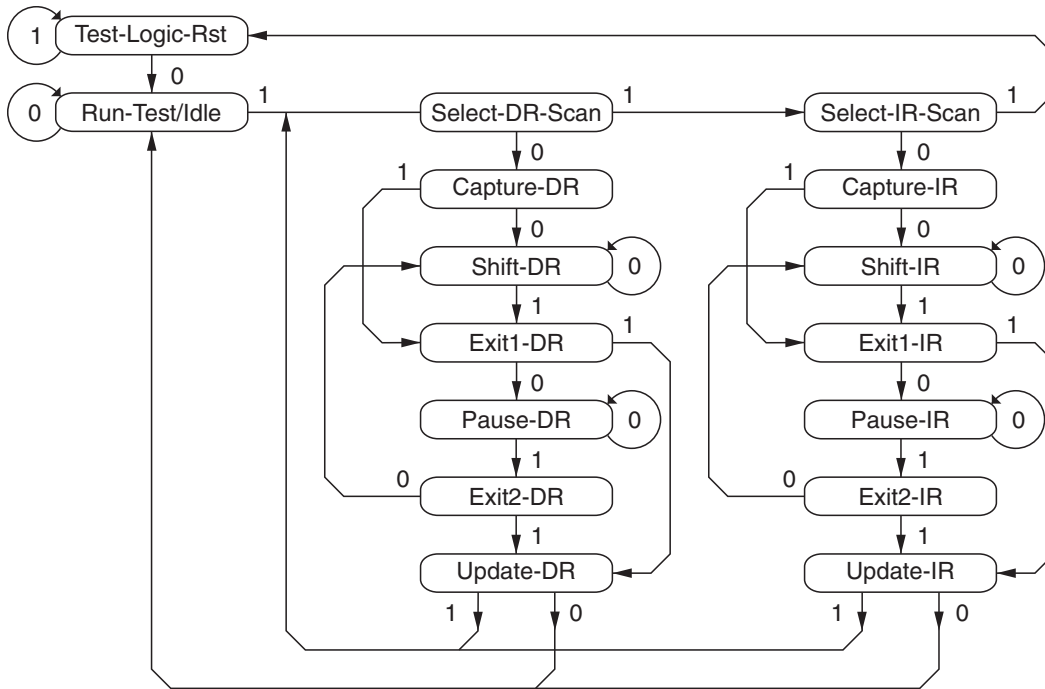 1
Test-Logic-Rst
0
0
Run-Test/Idle
1
Select-DR-Scan
1
Select-IR-Scan
1
0
0
1
Capture-DR
1
Capture-IR
0
0
Shift-DR
0
Shift-IR
0
1
1
Exit1-DR
1
Exit1-IR
1
0
0
Pause-DR
0
Pause-IR
0
1
1
0
Exit2-DR
0
Exit2-IR
1
1
Update-DR
Update-IR
1
0
1
0